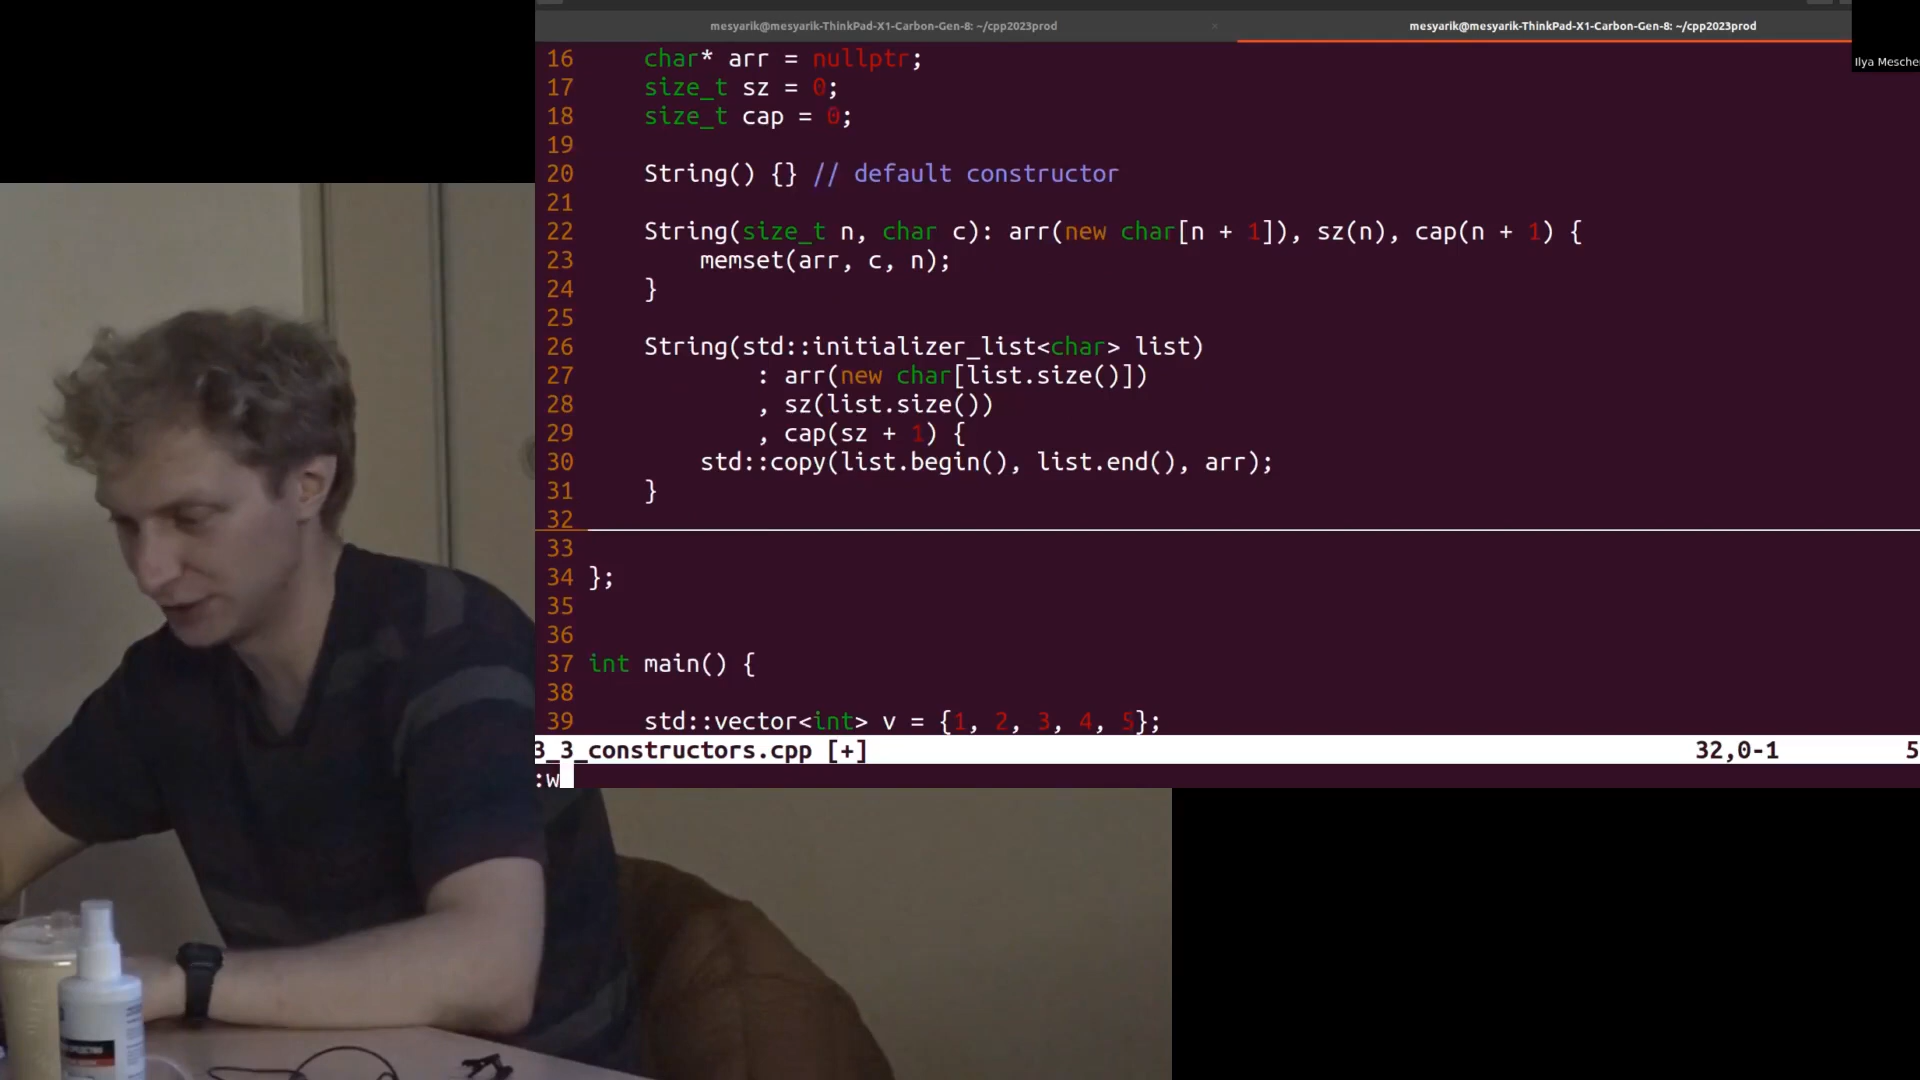 mesyarik@mesyarik-ThinkPad-X1-Carbon-Gen-8: ~/cpp2023prod × mesyarik@mesyarik-ThinkPad-X1-Carbon-Gen-8: ~/cpp2023prod
Ilya Mescher
16 char* arr = nullptr;
17 size_t sz = 0;
18 size_t cap = 0;
19
20 String() {} // default constructor
21
22 String(size_t n, char c): arr(new char[n + 1]), sz(n), cap(n + 1) {
23 memset(arr, c, n);
24 }
25
26 String(std::initializer_list<char> list)
27 : arr(new char[list.size()])
28 , sz(list.size())
29 , cap(sz + 1) {
30 std::copy(list.begin(), list.end(), arr);
31 }
32
33
34 };
35
36
37 int main() {
38
39 std::vector<int> v = {1, 2, 3, 4, 5};
3_3_constructors.cpp [+] 32,0-1 5
:w